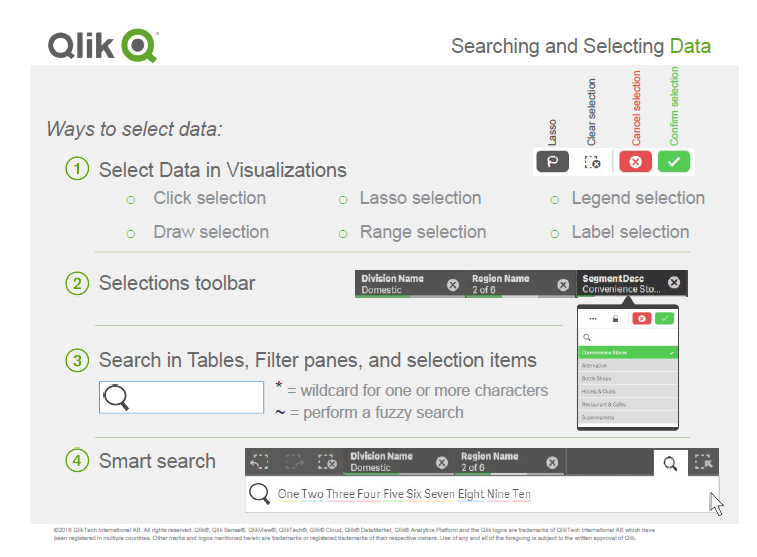 Qlik
Searching and Selecting Data
Lasso
Clear selection
Cancel selection
Confirm selection
Ways to select data:
1 Select Data in Visualizations
Click selection
Lasso selection
Legend selection
Draw selection
Range selection
Label selection
2 Selections toolbar
Division Name
Domestic
Region Name
2 of 6
SegmentDesc
Convenience Sto...
Convenience Stores
Alternative
Bottle Shops
Hotels & Clubs
Restaurant & Cafes
Supermarkets
3 Search in Tables, Filter panes, and selection items
* = wildcard for one or more characters
~ = perform a fuzzy search
4 Smart search
Division Name
Domestic
Region Name
2 of 6
One Two Three Four Five Six Seven Eight Nine Ten
©2016 QlikTech International AB. All rights reserved. Qlik®, Qlik Sense®, QlikView®, QlikTech®, Qlik® Cloud, Qlik® DataMarket, Qlik® Analytics Platform and the Qlik logos are trademarks of QlikTech International AB which have
been registered in multiple countries. Other marks and logos mentioned herein are trademarks or registered trademarks of their respective owners. Use of any and all of the foregoing is subject to the written approval of Qlik.